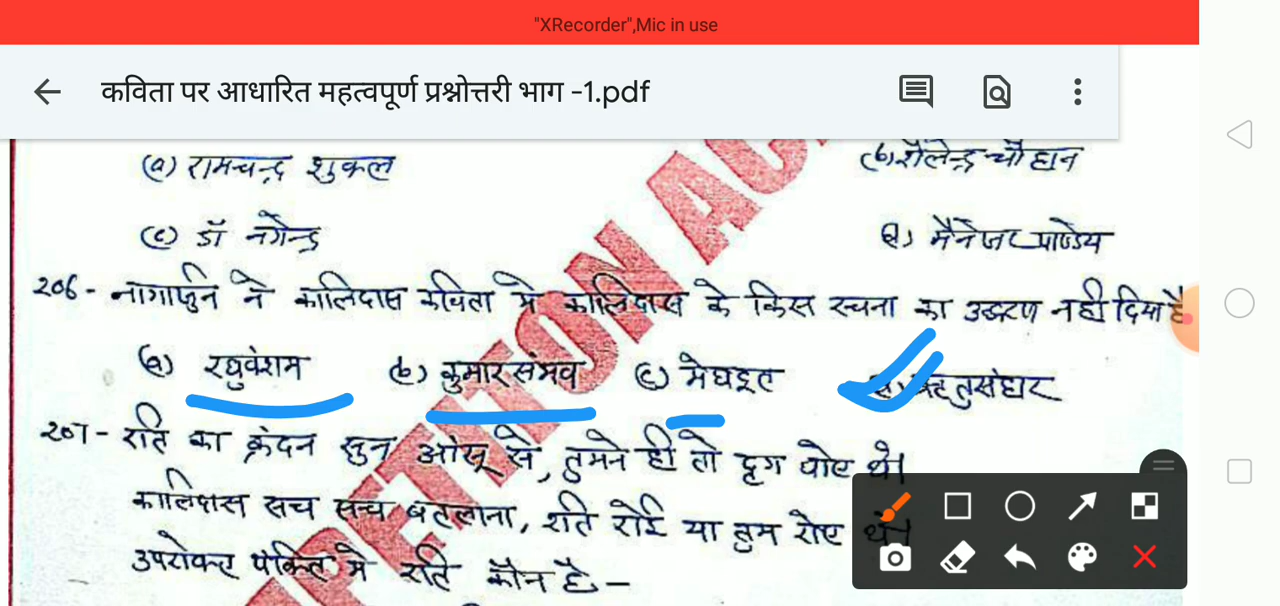 "XRecorder",Mic in use
कविता पर आधारित महत्वपूर्ण प्रश्नोत्तरी भाग -1.pdf
(a) रामचन्द्र शुक्ल (b) शैलेन्द्र चौहान
(c) डॉ नगेन्द्र (d) मैनेजर पाण्डेय
206- नागार्जुन ने कालिदास कविता मे कालिदास के किस रचना का उद्धरण नही दिया है
(a) रघुवंशम (b) कुमारसंभव (c) मेघदूत (d) ऋतुसंघार
207- रति का क्रंदन सुन आंसू से, तुमने ही तो दृग धोए थे।
कालिदास सच सच बतलाना, रति रोई या तुम रोए थे।
उपरोक्त पंक्ति मे रति कौन है:-